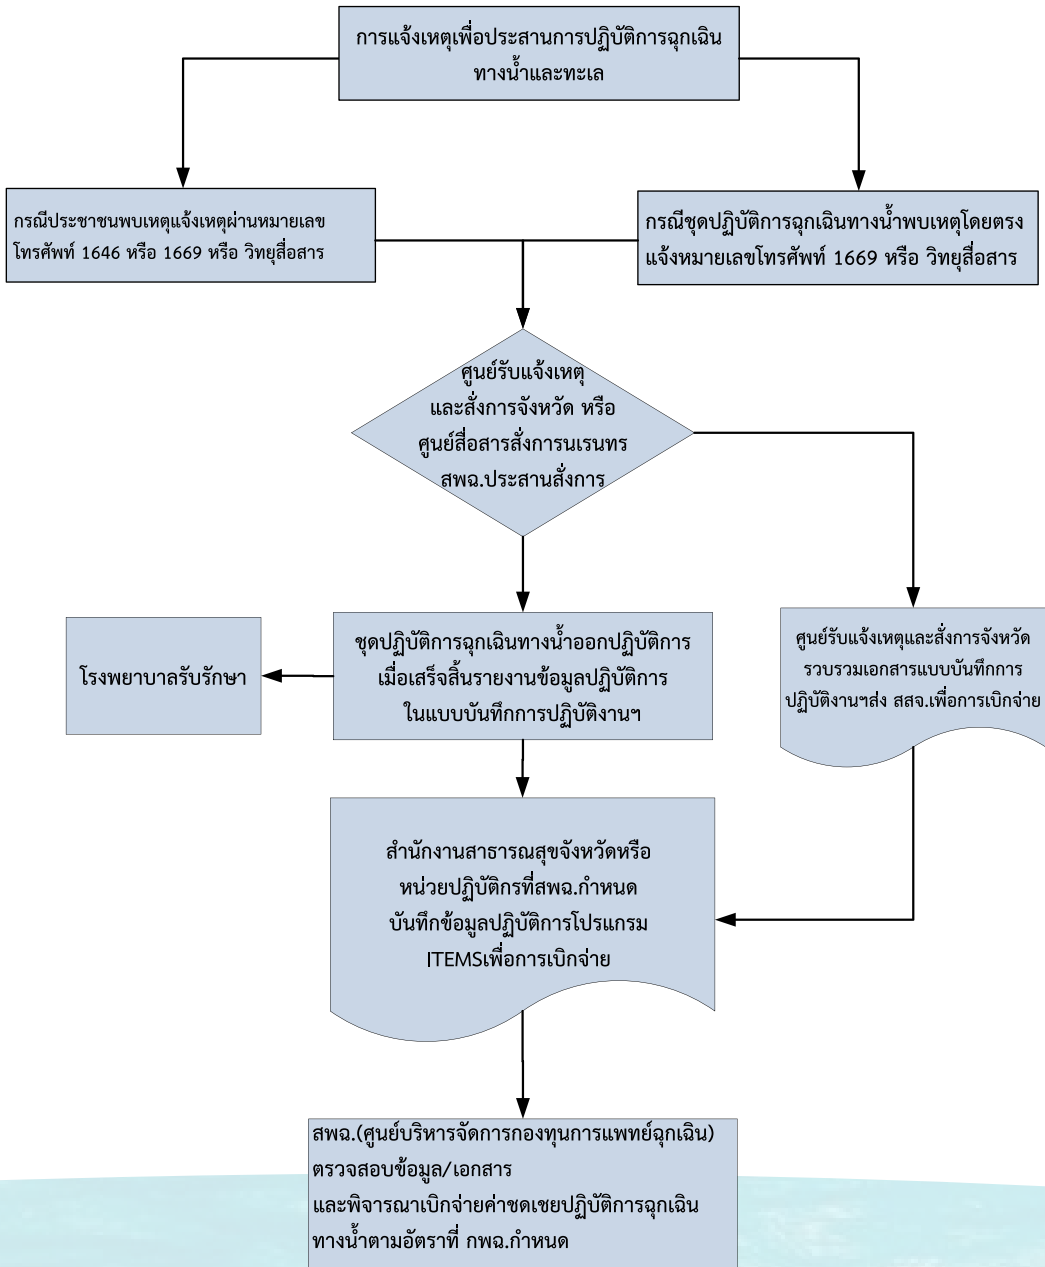 การแจ้งเหตุเพื่อประสานการปฏิบัติการฉุกเฉิน
ทางน้ำและทะเล
กรณีประชาชนพบเหตุแจ้งเหตุผ่านหมายเลข
โทรศัพท์ 1646 หรือ 1669 หรือ วิทยุสื่อสาร
กรณีชุดปฏิบัติการฉุกเฉินทางน้ำพบเหตุโดยตรง
แจ้งหมายเลขโทรศัพท์ 1669 หรือ วิทยุสื่อสาร
ศูนย์รับแจ้งเหตุ
และสั่งการจังหวัด หรือ
ศูนย์สื่อสารสั่งการนเรนทร
สพฉ.ประสานสั่งการ
โรงพยาบาลรับรักษา
ชุดปฏิบัติการฉุกเฉินทางน้ำออกปฏิบัติการ
เมื่อเสร็จสิ้นรายงานข้อมูลปฏิบัติการ
ในแบบบันทึกการปฏิบัติงานฯ
ศูนย์รับแจ้งเหตุและสั่งการจังหวัด
รวบรวมเอกสารแบบบันทึกการ
ปฏิบัติงานฯส่ง สสจ.เพื่อการเบิกจ่าย
สำนักงานสาธารณสุขจังหวัดหรือ
หน่วยปฏิบัติกรที่สพฉ.กำหนด
บันทึกข้อมูลปฏิบัติการโปรแกรม
ITEMSเพื่อการเบิกจ่าย
สพฉ.(ศูนย์บริหารจัดการกองทุนการแพทย์ฉุกเฉิน)
ตรวจสอบข้อมูล/เอกสาร
และพิจารณาเบิกจ่ายค่าชดเชยปฏิบัติการฉุกเฉิน
ทางน้ำตามอัตราที่ กพฉ.กำหนด